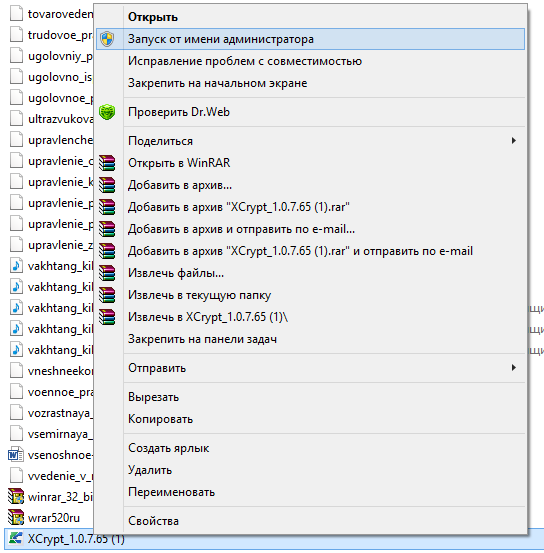 tovaroved
Открыть
trudovoe_pr
Запуск от имени администратора
ugolovniy_p
Исправление проблем с совместимостью
ugolovno_is
Закрепить на начальном экране
ugolovnoe_p
Проверить Dr.Web
ultrazvukova
Поделиться
upravlenche
Открыть в WinRAR
upravlenie_c
Добавить в архив...
upravlenie_k
Добавить в архив "XCrypt_1.0.7.65 (1).rar"
upravlenie_p
Добавить в архив и отправить по e-mail...
upravlenie_p
Добавить в архив "XCrypt_1.0.7.65 (1).rar" и отправить по e-mail
upravlenie_z
Извлечь файлы...
vakhtang_kil
Извлечь в текущую папку
vakhtang_kil
Извлечь в XCrypt_1.0.7.65 (1)\
vakhtang_kil
Закрепить на панели задач
vakhtang_kil
vneshneekor
Отправить
voennoe_pra
Вырезать
vozrastnaya_
Копировать
vsemirnaya_
Создать ярлык
vsenoshnoe-
Удалить
vvedenie_v_
Переименовать
winrar_32_bi
wrar520ru
Свойства
XCrypt_1.0.7.65 (1)